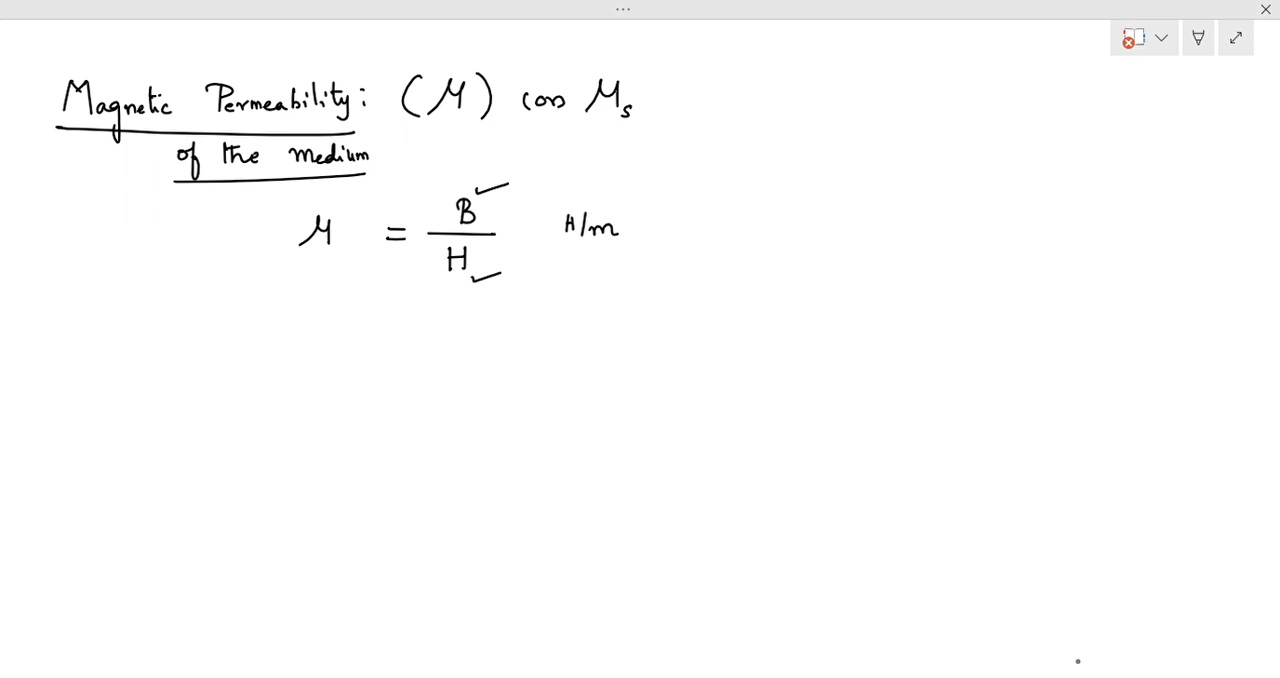 Magnetic Permeability: (μ) (or) μs
of the medium
μ = B/H H/m